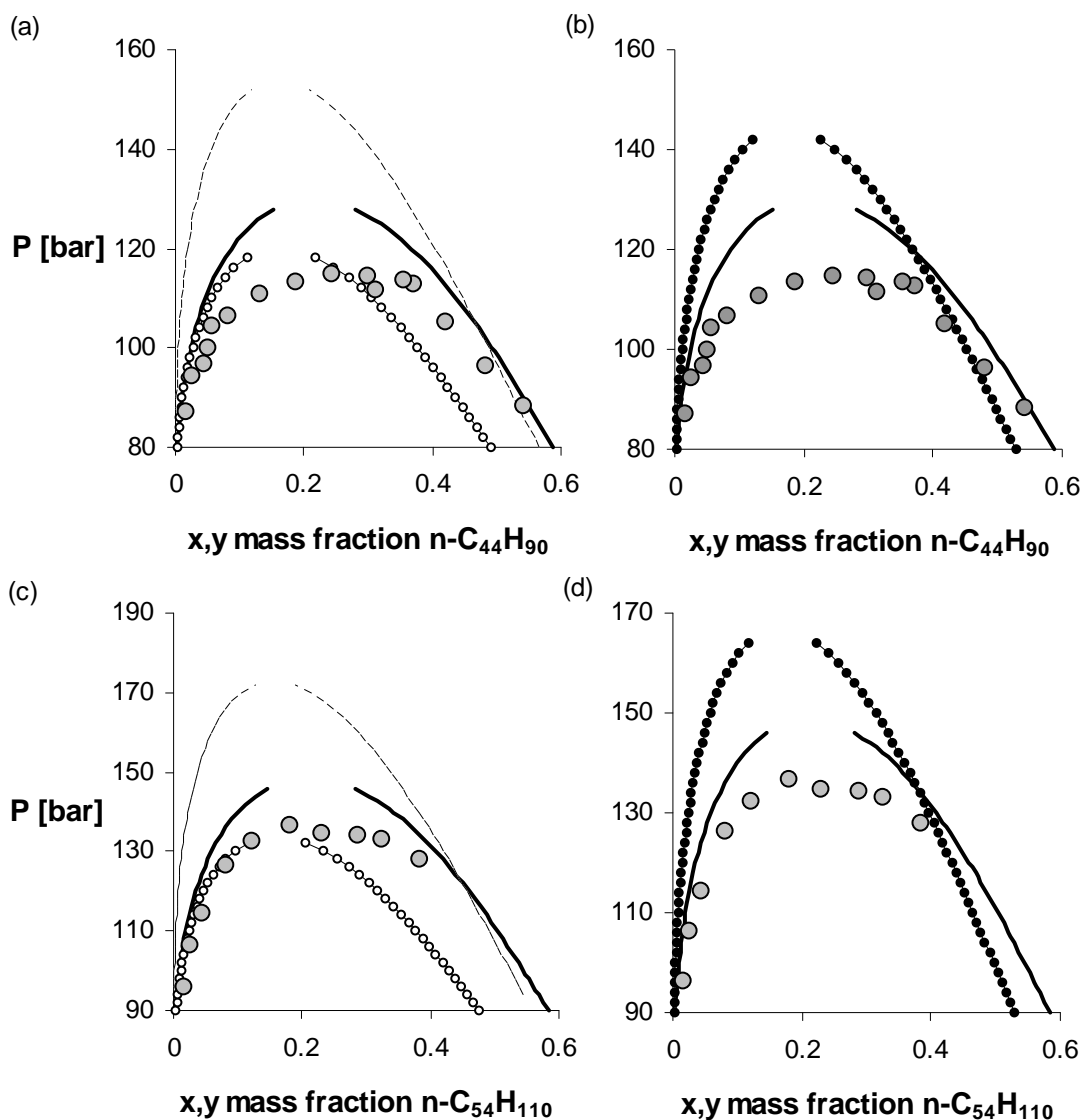 (a)
160
140
120
P [bar]
100
80
0 0.2 0.4 0.6
x,y mass fraction n-C₄₄H₉₀
(b)
160
140
120
100
80
0 0.2 0.4 0.6
x,y mass fraction n-C₄₄H₉₀
(c)
190
170
150
P [bar]
130
110
90
0 0.2 0.4 0.6
x,y mass fraction n-C₅₄H₁₁₀
(d)
170
150
130
110
90
0 0.2 0.4 0.6
x,y mass fraction n-C₅₄H₁₁₀